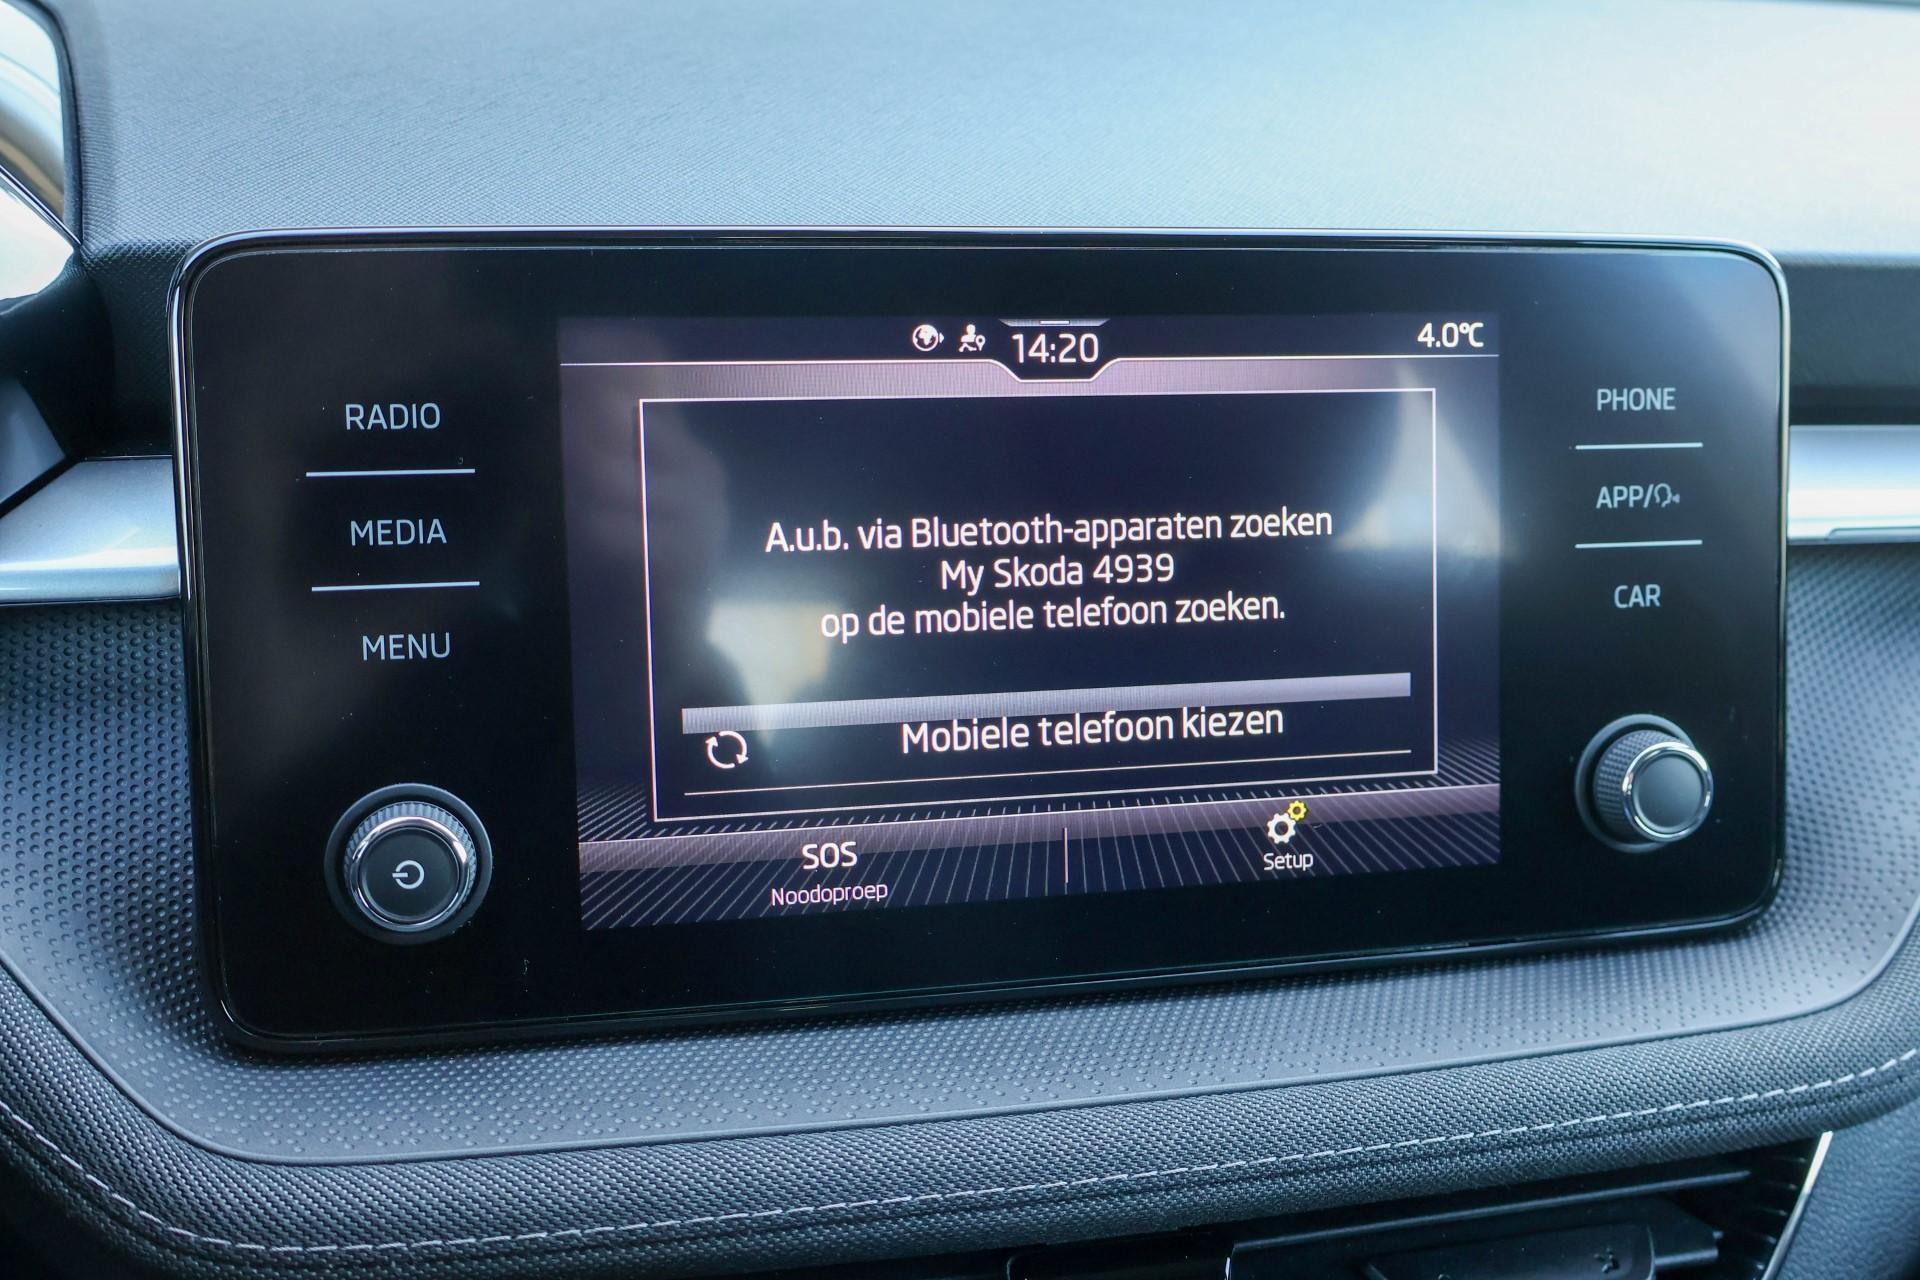 14:20
4.0°C
RADIO
MEDIA
MENU
A.u.b. via Bluetooth-apparaten zoeken
My Skoda 4939
op de mobiele telefoon zoeken.
Mobiele telefoon kiezen
SOS
Noodoproep
Setup
PHONE
APP/
CAR